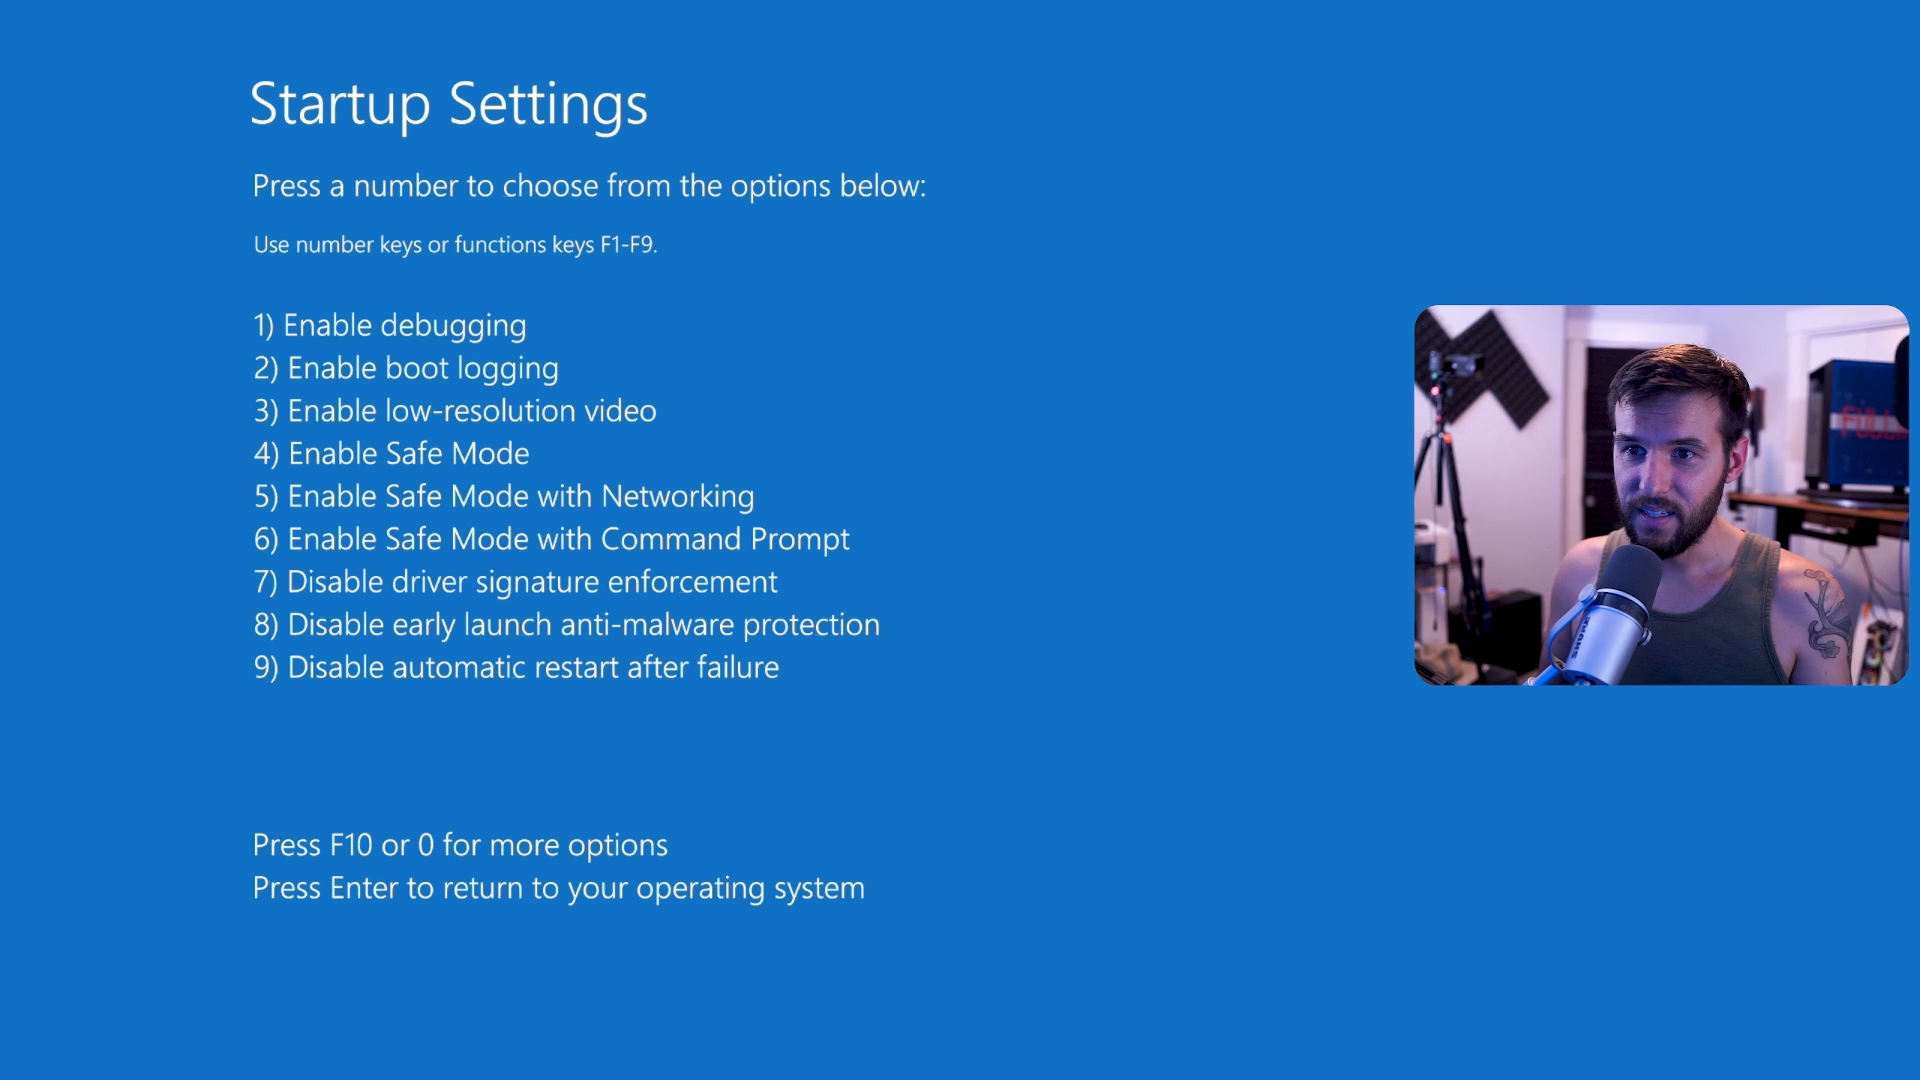 Startup Settings
Press a number to choose from the options below:
Use number keys or functions keys F1-F9.
1) Enable debugging
2) Enable boot logging
3) Enable low-resolution video
4) Enable Safe Mode
5) Enable Safe Mode with Networking
6) Enable Safe Mode with Command Prompt
7) Disable driver signature enforcement
8) Disable early launch anti-malware protection
9) Disable automatic restart after failure
SHURE
Press F10 or 0 for more options
Press Enter to return to your operating system